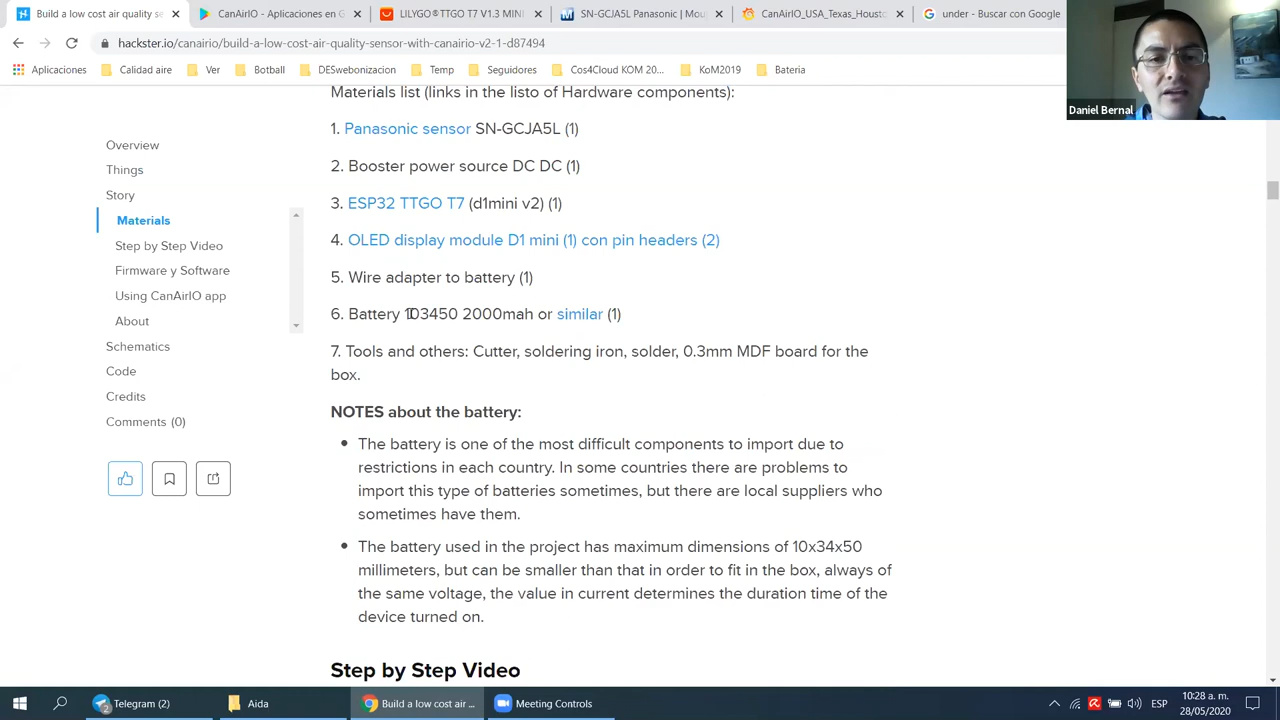 Build a low cost air quality se
CanAirIO - Aplicaciones en G
LILYGO®TTGO T7 V1.3 MINI
SN-GCJA5L Panasonic | Mou
CanAirIO_USA_Texas_Housto
under - Buscar con Google
hackster.io/canairio/build-a-low-cost-air-quality-sensor-with-canairio-v2-1-d87494
Aplicaciones
Calidad aire
Ver
Botball
DESwebonizacion
Temp
Seguidores
Cos4Cloud KOM 20...
KoM2019
Bateria
Daniel Bernal
Overview
Things
Story
Materials
Step by Step Video
Firmware y Software
Using CanAirIO app
About
Schematics
Code
Credits
Comments (0)
Materials list (links in the listo of Hardware components):
1. Panasonic sensor SN-GCJA5L (1)
2. Booster power source DC DC (1)
3. ESP32 TTGO T7 (d1mini v2) (1)
4. OLED display module D1 mini (1) con pin headers (2)
5. Wire adapter to battery (1)
6. Battery 103450 2000mah or similar (1)
7. Tools and others: Cutter, soldering iron, solder, 0.3mm MDF board for the
box.
NOTES about the battery:
• The battery is one of the most difficult components to import due to
restrictions in each country. In some countries there are problems to
import this type of batteries sometimes, but there are local suppliers who
sometimes have them.
• The battery used in the project has maximum dimensions of 10x34x50
millimeters, but can be smaller than that in order to fit in the box, always of
the same voltage, the value in current determines the duration time of the
device turned on.
Step by Step Video
Telegram (2)
Aida
Build a low cost air ...
Meeting Controls
ESP
10:28 a. m.
28/05/2020